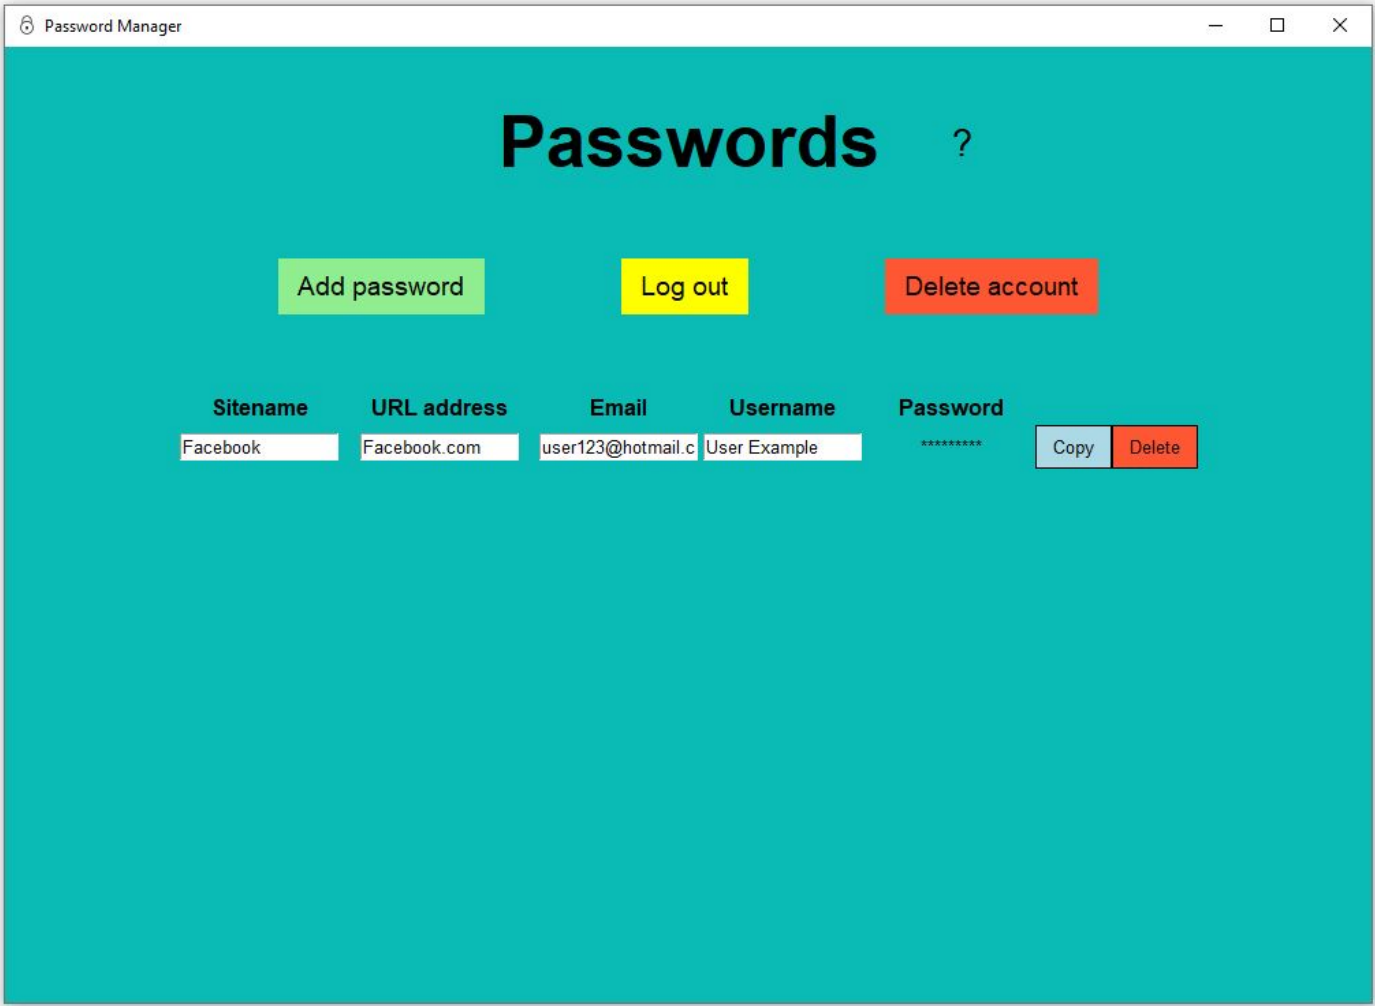 Password Manager
Passwords ?
Add password Log out Delete account
Sitename URL address Email Username Password
Facebook Facebook.com user123@hotmail.c User Example ********* Copy Delete